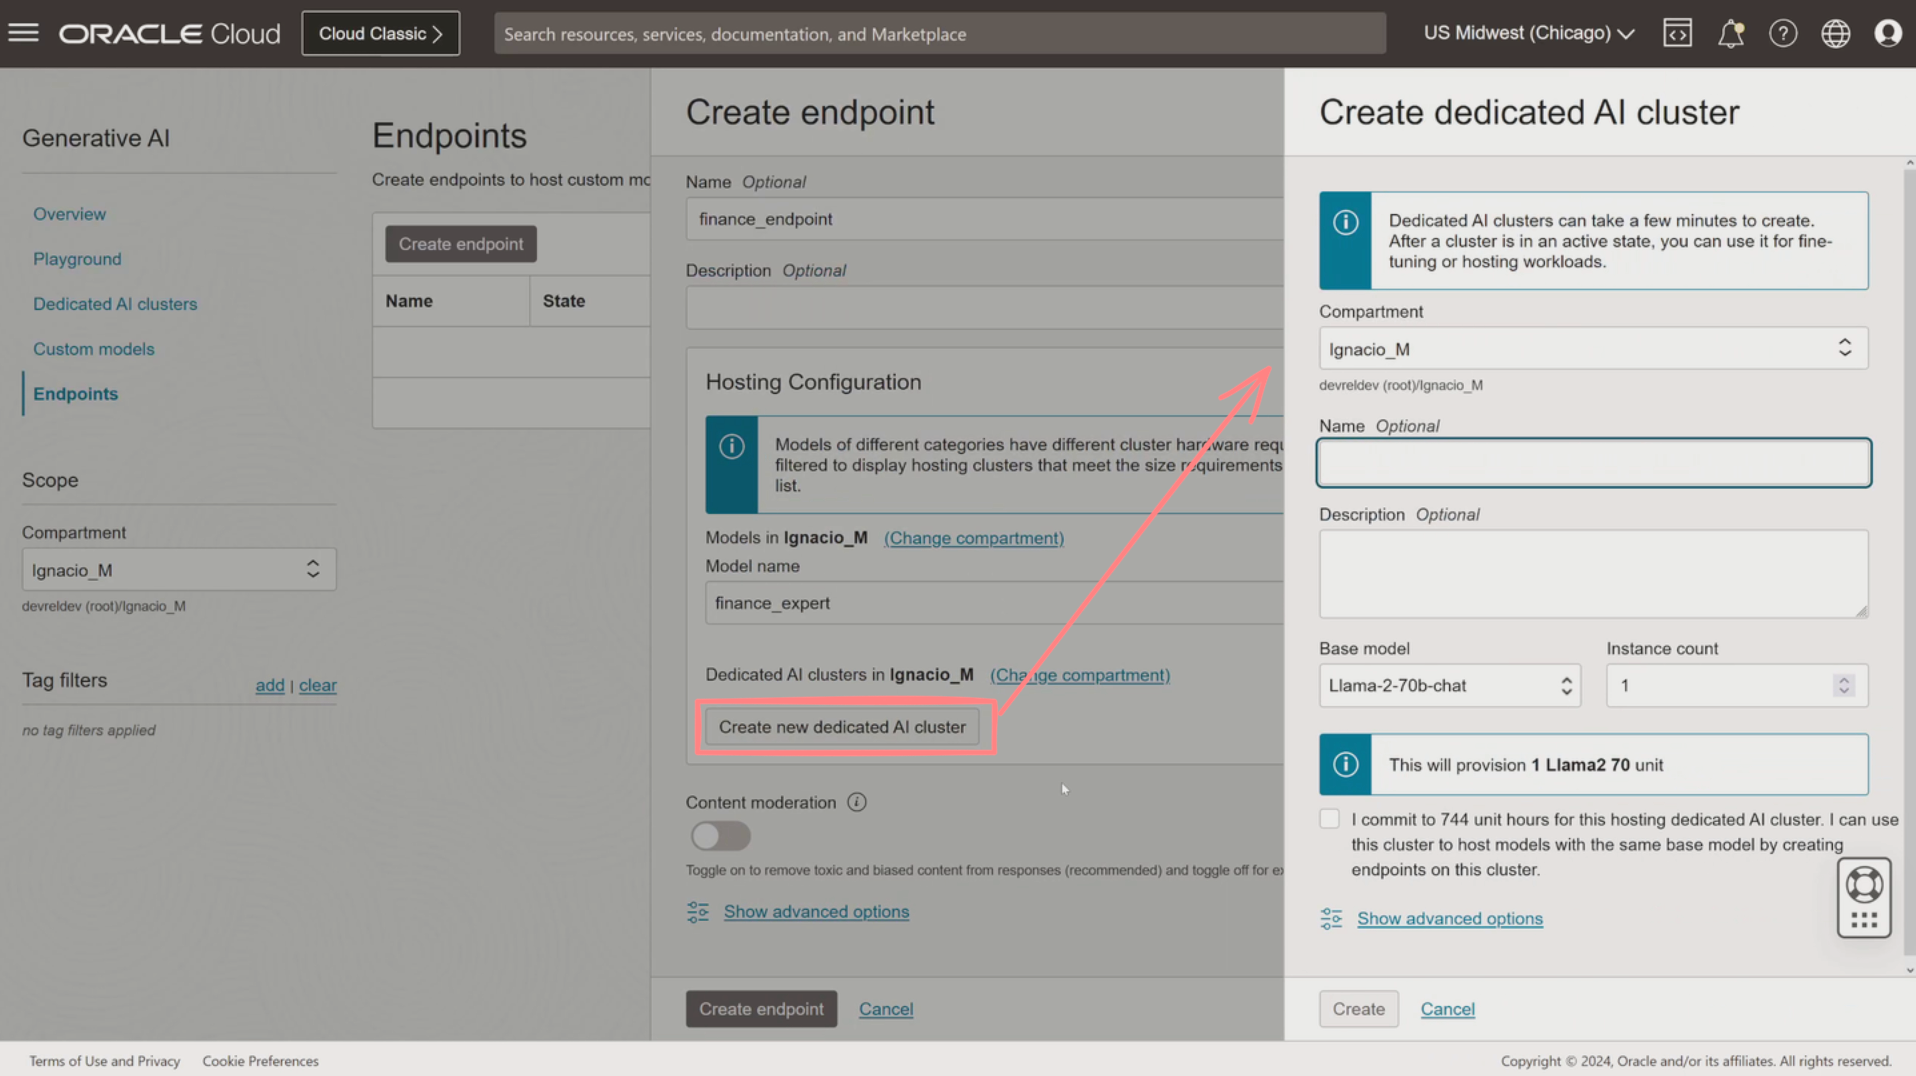 ORACLE Cloud
Cloud Classic >
Search resources, services, documentation, and Marketplace
US Midwest (Chicago)
Generative AI
Overview
Playground
Dedicated AI clusters
Custom models
Endpoints
Scope
Compartment
Ignacio_M
devreldev (root)/Ignacio_M
Tag filters
add | clear
no tag filters applied
Endpoints
Create endpoints to host custom mo
Create endpoint
Name State
Create endpoint
Name Optional
finance_endpoint
Description Optional
Hosting Configuration
Models of different categories have different cluster hardware requ
filtered to display hosting clusters that meet the size requirements
list.
Models in Ignacio_M (Change compartment)
Model name
finance_expert
Dedicated AI clusters in Ignacio_M (Change compartment)
Create new dedicated AI cluster
Content moderation
Toggle on to remove toxic and biased content from responses (recommended) and toggle off for ex
Show advanced options
Create endpoint Cancel
Create dedicated AI cluster
Dedicated AI clusters can take a few minutes to create.
After a cluster is in an active state, you can use it for fine-
tuning or hosting workloads.
Compartment
Ignacio_M
devreldev (root)/Ignacio_M
Name Optional
Description Optional
Base model Instance count
Llama-2-70b-chat 1
This will provision 1 Llama2 70 unit
I commit to 744 unit hours for this hosting dedicated AI cluster. I can use
this cluster to host models with the same base model by creating
endpoints on this cluster.
Show advanced options
Create Cancel
Terms of Use and Privacy Cookie Preferences
Copyright © 2024, Oracle and/or its affiliates. All rights reserved.